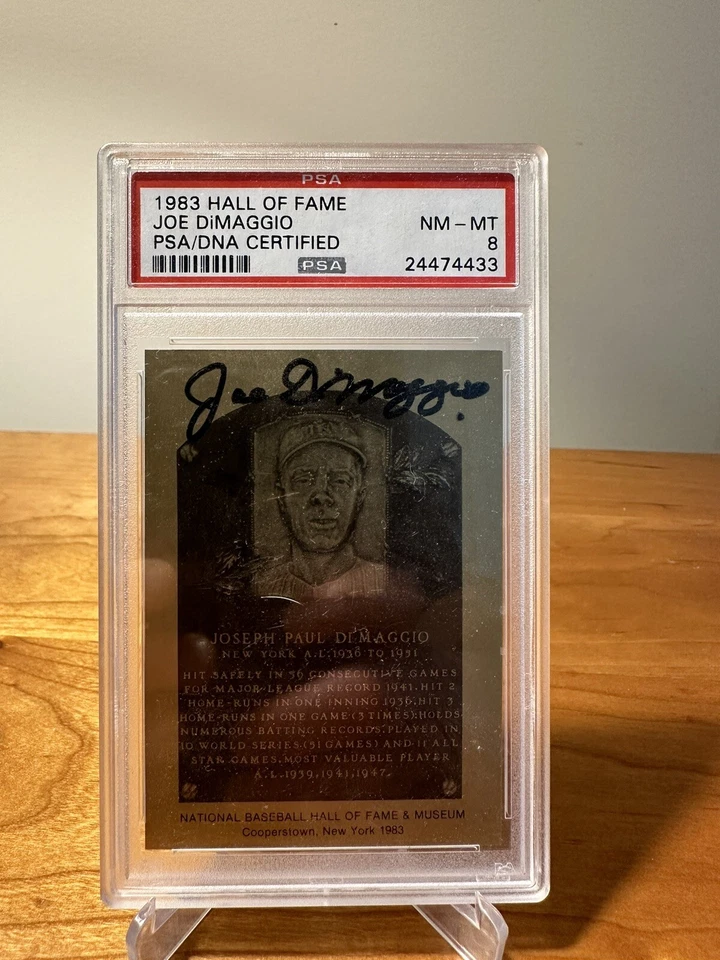 PSA
1983 HALL OF FAME
JOE DiMAGGIO NM - MT
PSA/DNA CERTIFIED 8
PSA 24474433
Joe DiMaggio
JOSEPH PAUL DI MAGGIO
NEW YORK A.L. 1936 TO 1951
HIT SAFELY IN 56 CONSECUTIVE GAMES
FOR MAJOR LEAGUE RECORD 1941. HIT 2
HOME-RUNS IN ONE INNING 1936. HIT 3
HOME-RUNS IN ONE GAME (3 TIMES). HOLDS
NUMEROUS BATTING RECORDS. PLAYED IN
10 WORLD SERIES (51 GAMES) AND 11 ALL
STAR GAMES. MOST VALUABLE PLAYER
A.L. 1939, 1941, 1947.
NATIONAL BASEBALL HALL OF FAME & MUSEUM
Cooperstown, New York 1983